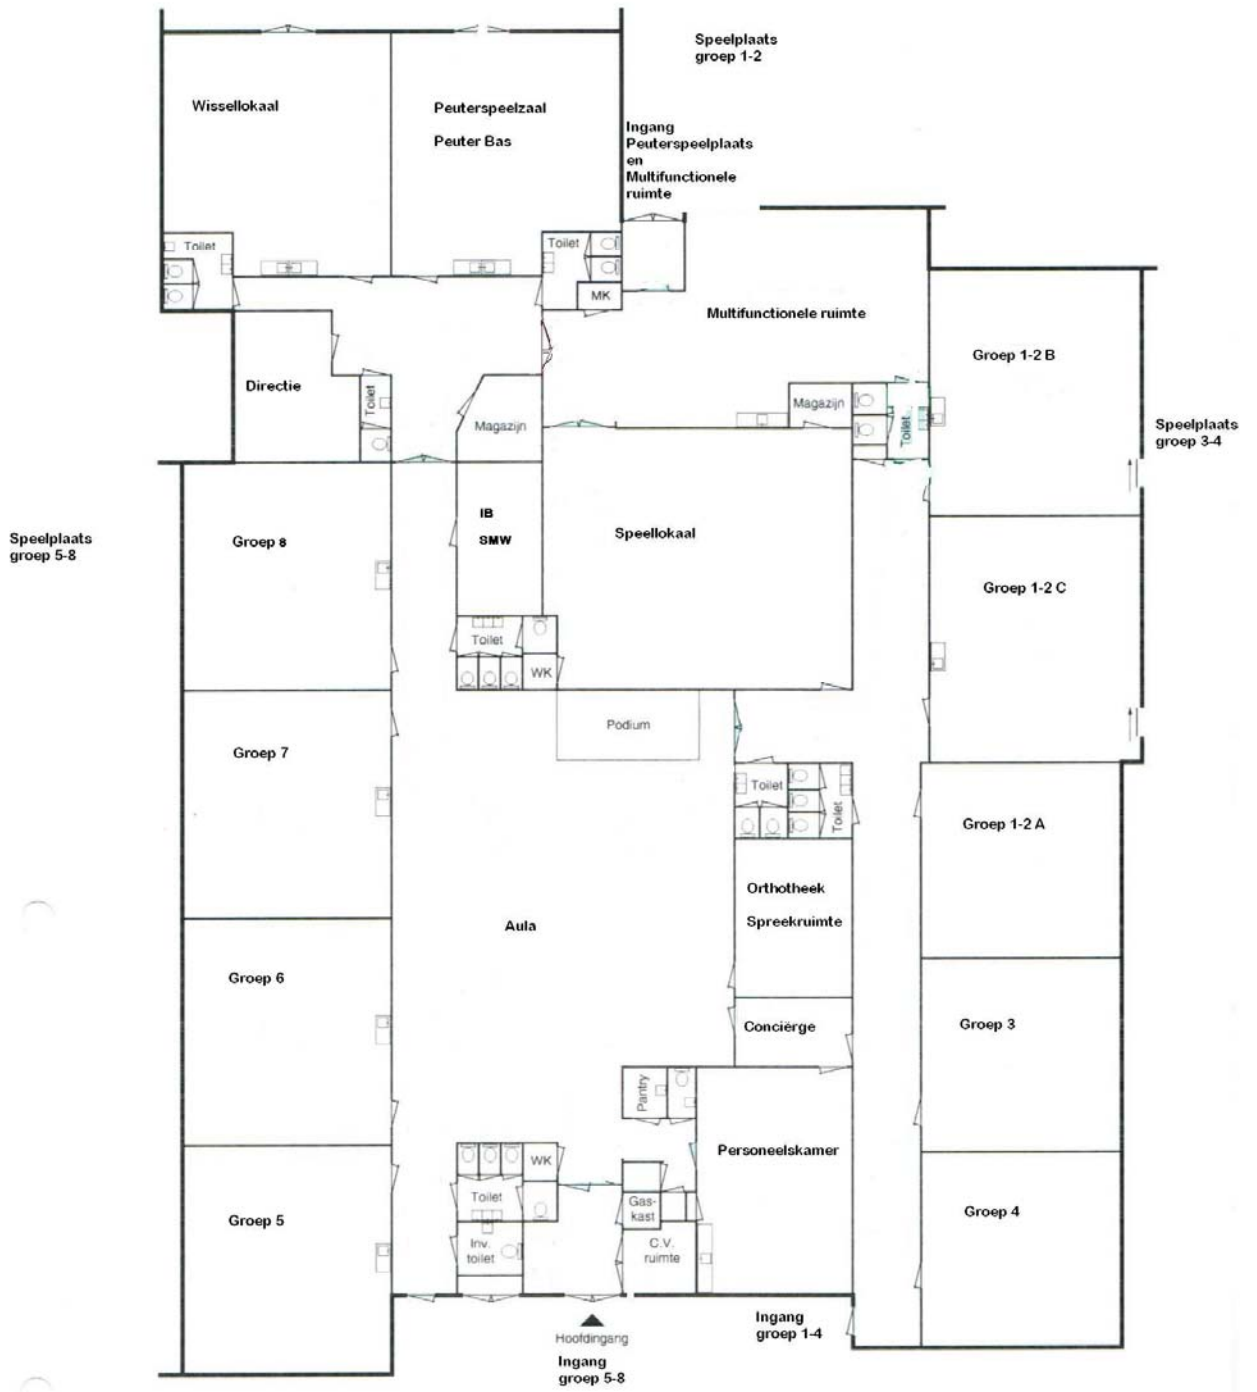 Speelplaats
groep 1-2
Wissellokaal
Peuterspeelzaal
Peuter Bas
Ingang
Peuterspeelplaats
en
Multifunctionele
ruimte
Toilet
Toilet
MK
Multifunctionele ruimte
Groep 1-2 B
Directie
Toilet
Magazijn
Magazijn
Toilet
Speelplaats
groep 3-4
Speelplaats
groep 5-8
Groep 8
IB
SMW
Speellokaal
Groep 1-2 C
Toilet
WK
Podium
Groep 7
Toilet
Toilet
Groep 1-2 A
Orthotheek
Spreekruimte
Aula
Groep 6
Conciërge
Groep 3
Pantry
Personeelskamer
WK
Toilet
Gas-
kast
Groep 5
Groep 4
Inv.
toilet
C.V.
ruimte
Hoofdingang
Ingang
groep 5-8
Ingang
groep 1-4